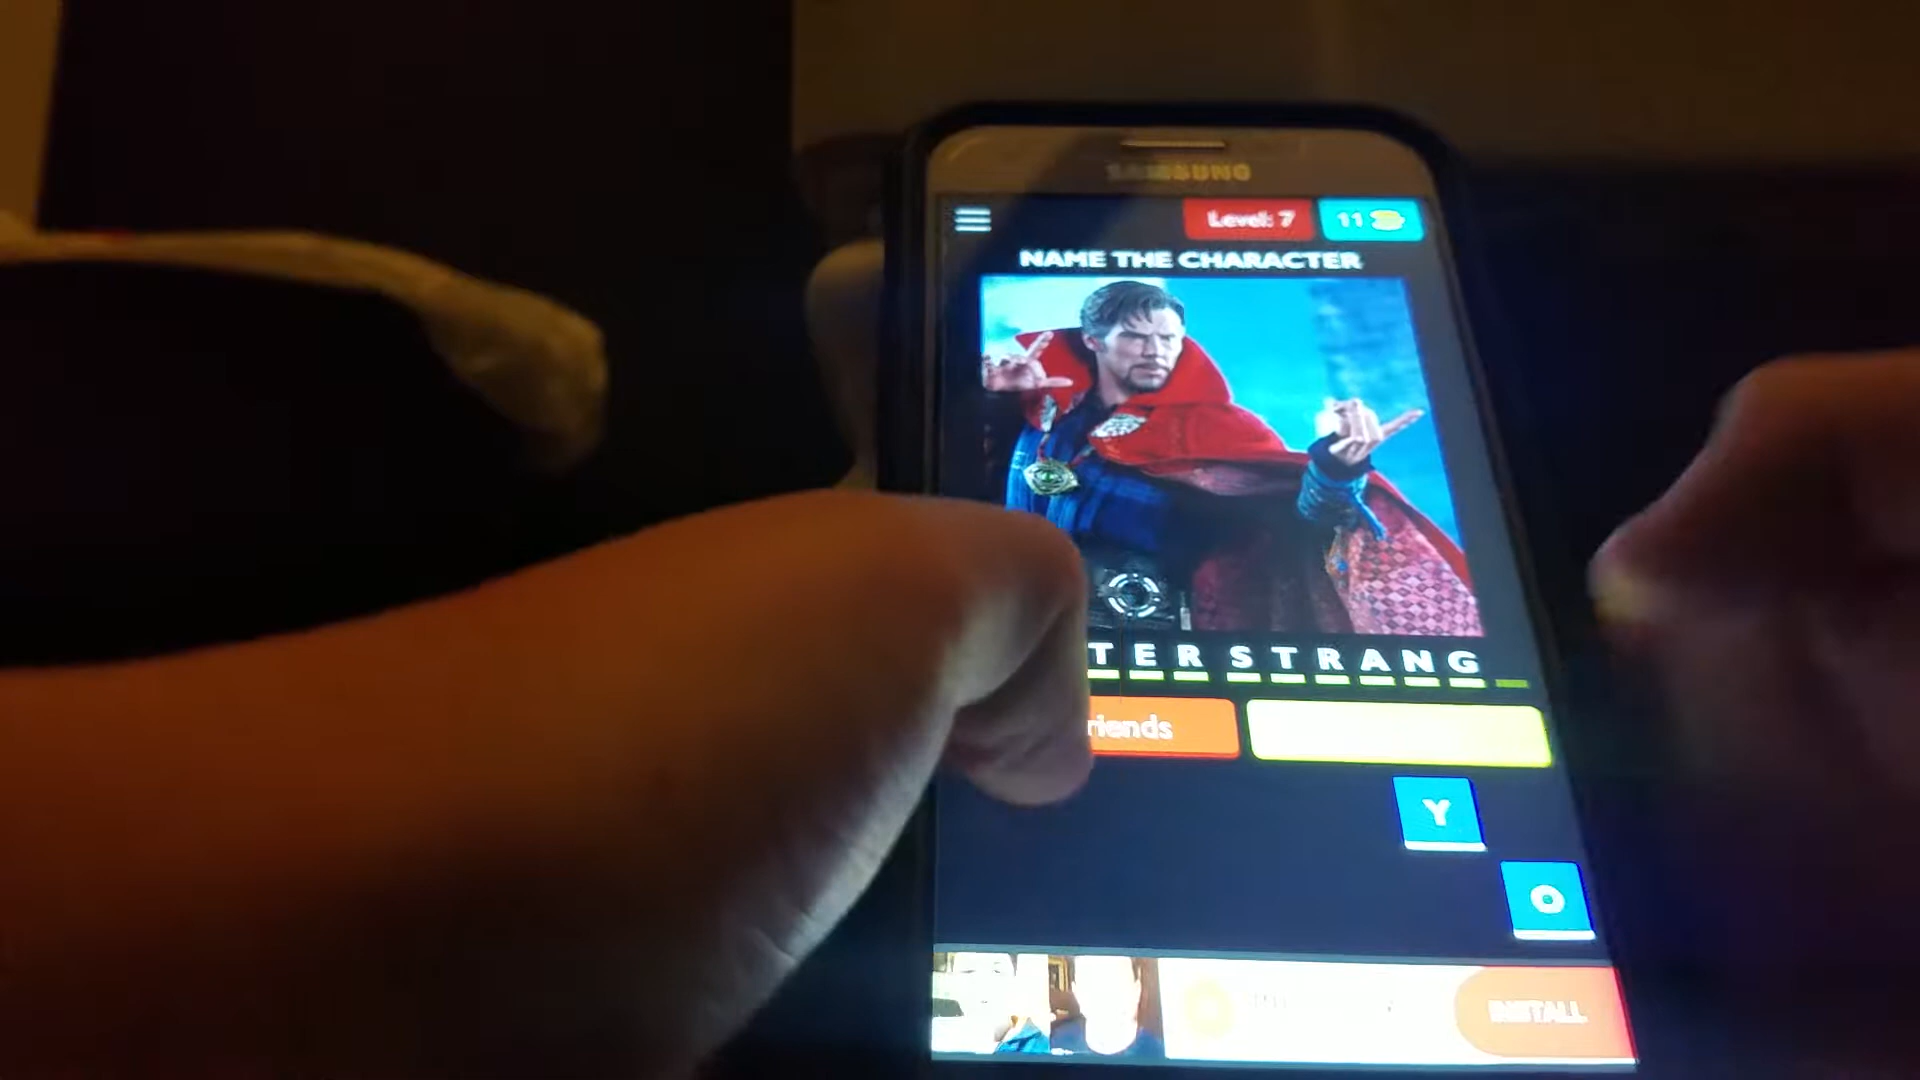 SAMSUNG
Level: 7
11
NAME THE CHARACTER
TER STRANG
riends
Y
O
INSTALL